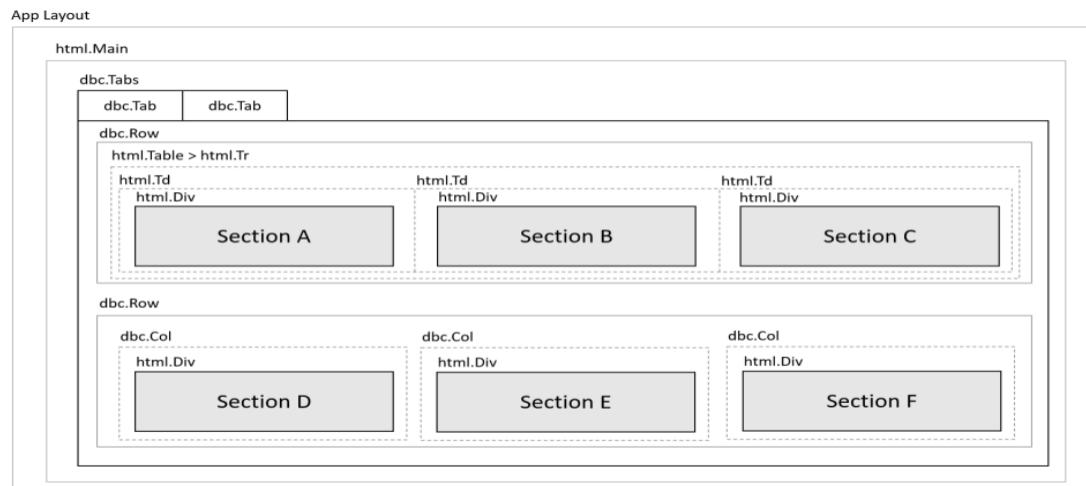 App Layout
html.Main
dbc.Tabs
dbc.Tab dbc.Tab
dbc.Row
html.Table > html.Tr
html.Td html.Td html.Td
html.Div html.Div html.Div
Section A Section B Section C
dbc.Row
dbc.Col dbc.Col dbc.Col
html.Div html.Div html.Div
Section D Section E Section F